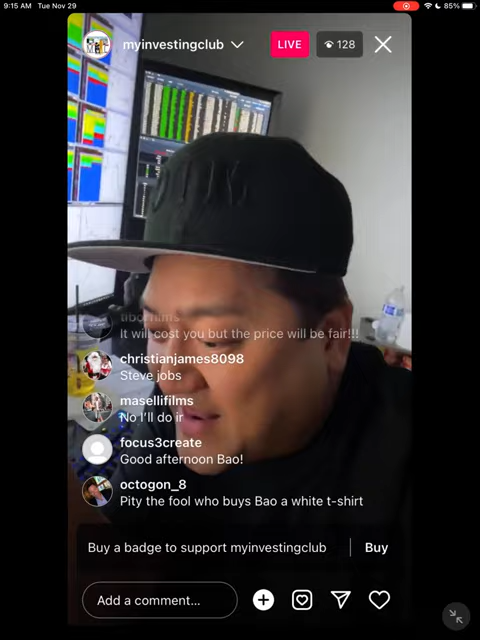 9:15 AM Tue Nov 29
85%
myinvestingclub
LIVE
128
tiborfilms
it will cost you but the price will be fair!!!
christianjames8098
Steve jobs
masellifilms
No I'll do it
focus3create
Good afternoon Bao!
octogon_8
Pity the fool who buys Bao a white t-shirt
Buy a badge to support myinvestingclub
Buy
Add a comment...